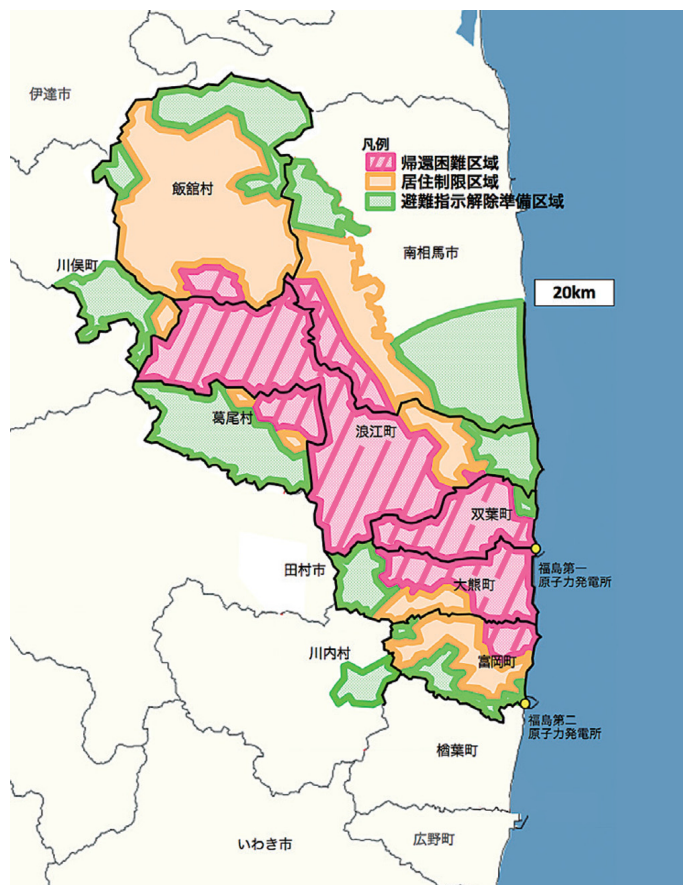 伊達市
凡例
帰還困難区域
居住制限区域
避難指示解除準備区域
飯舘村
南相馬市
川俣町
20km
葛尾村
浪江町
双葉町
田村市
福島第一
原子力発電所
大熊町
川内村
富岡町
福島第二
原子力発電所
楢葉町
いわき市
広野町